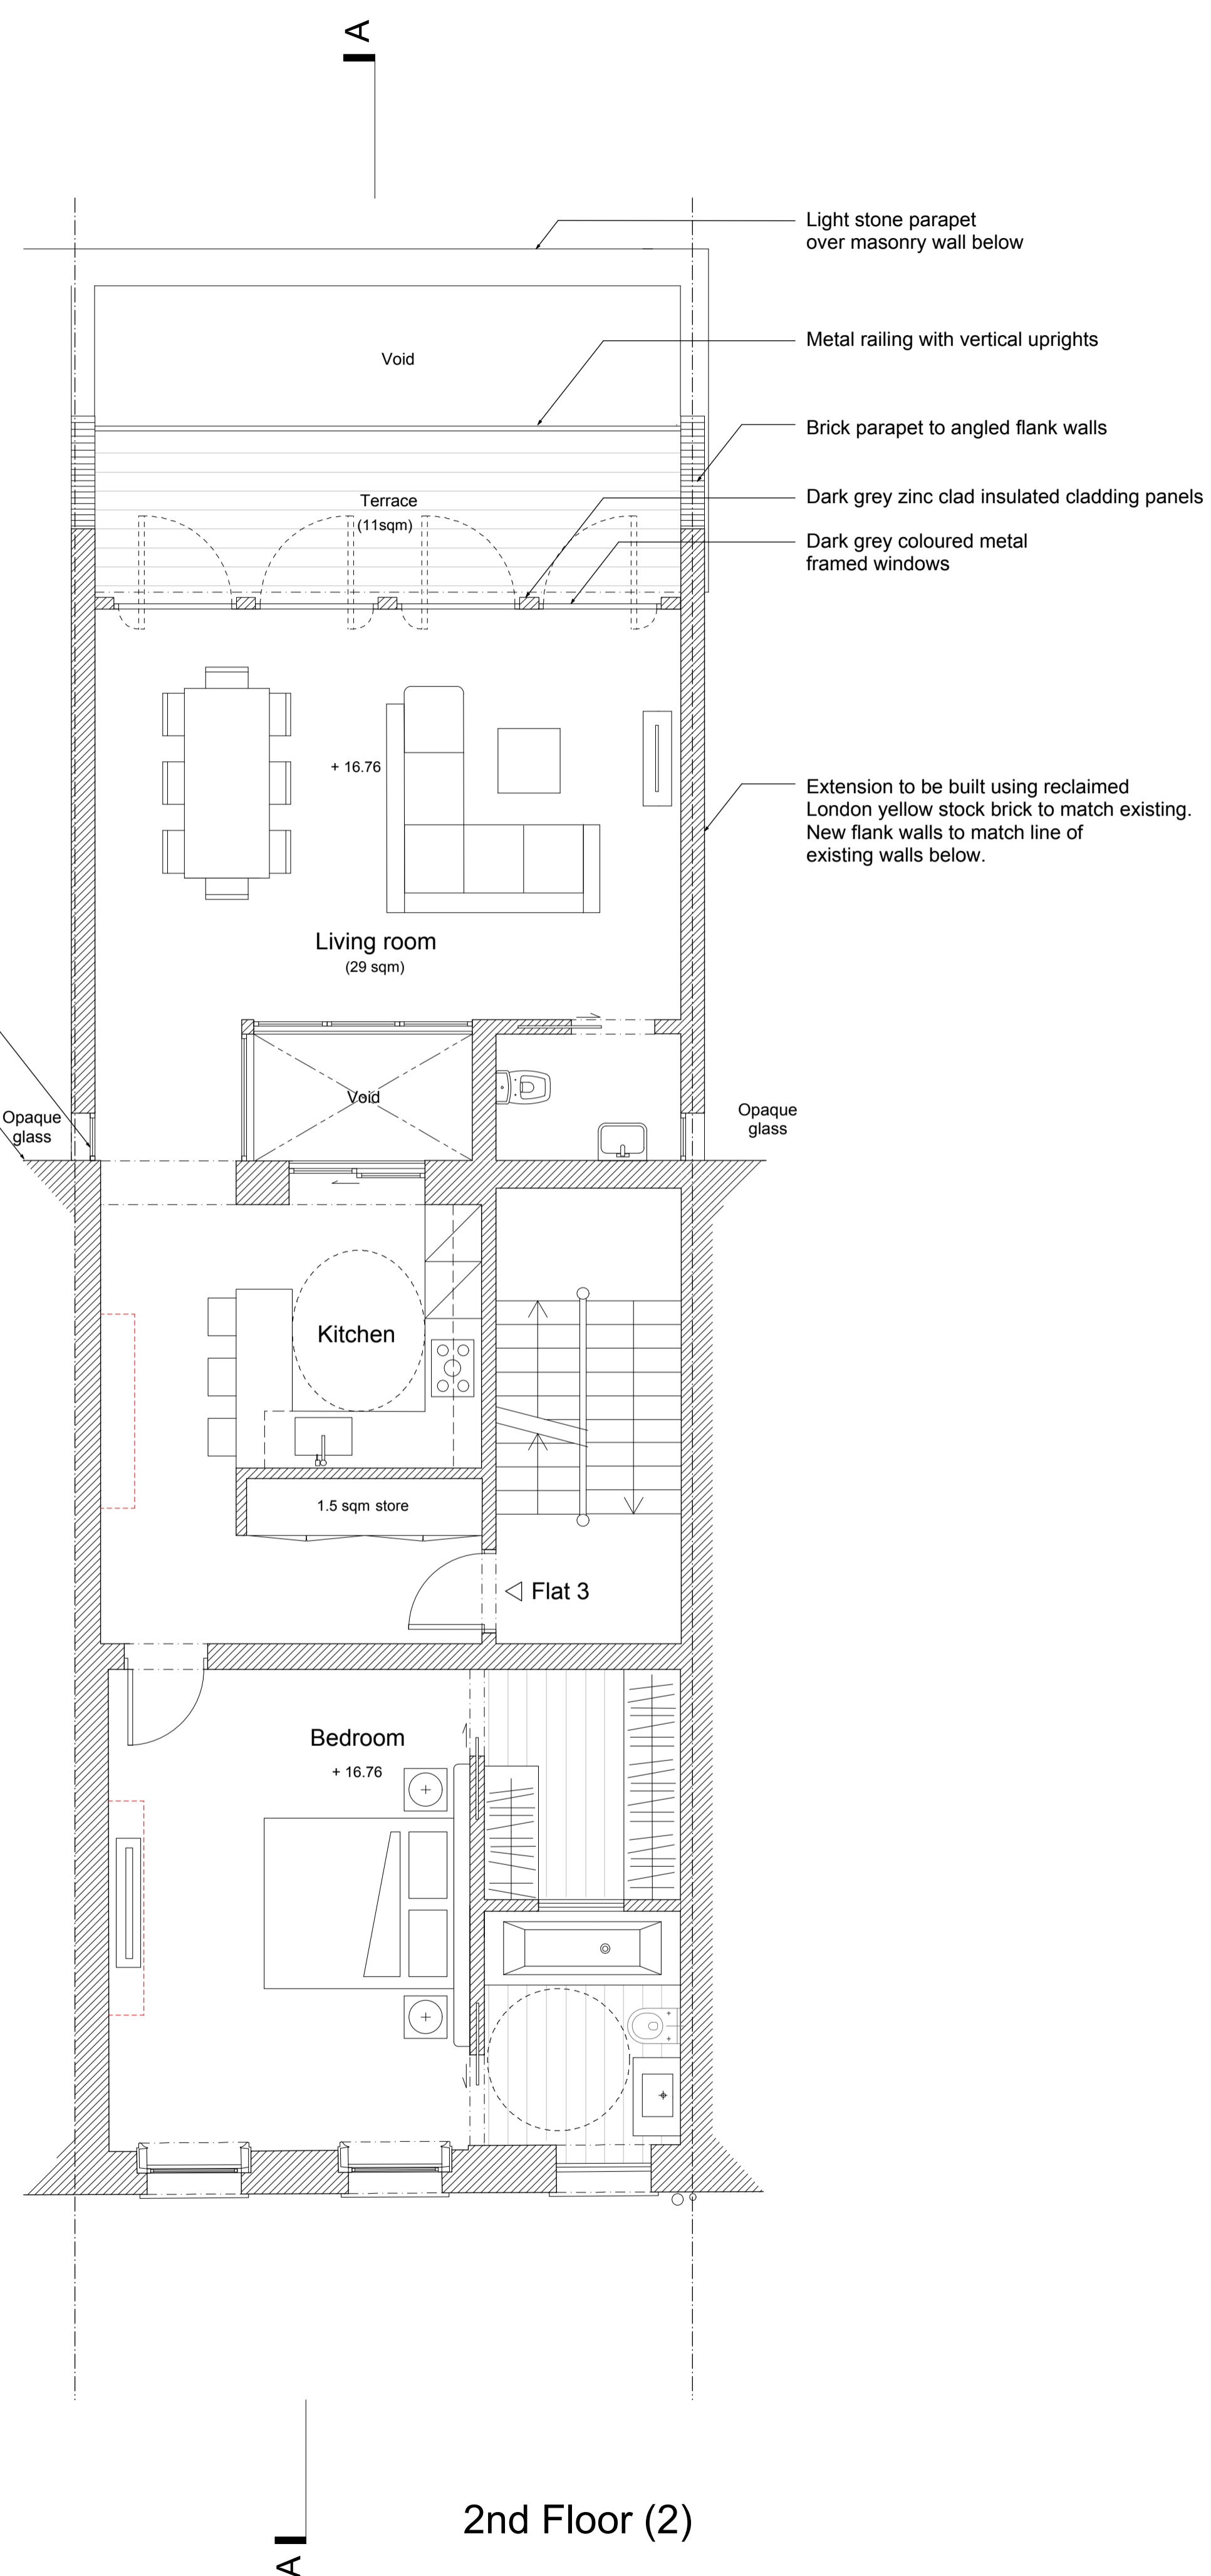 A
Light stone parapet
over masonry wall below
Void
Metal railing with vertical uprights
Brick parapet to angled flank walls
Terrace
(11sqm)
Dark grey zinc clad insulated cladding panels
Dark grey coloured metal
framed windows
+ 16.76
Extension to be built using reclaimed
London yellow stock brick to match existing.
New flank walls to match line of
existing walls below.
Living room
(29 sqm)
Void
Opaque
glass
Opaque
glass
Kitchen
1.5 sqm store
Flat 3
Bedroom
+ 16.76
2nd Floor (2)
A